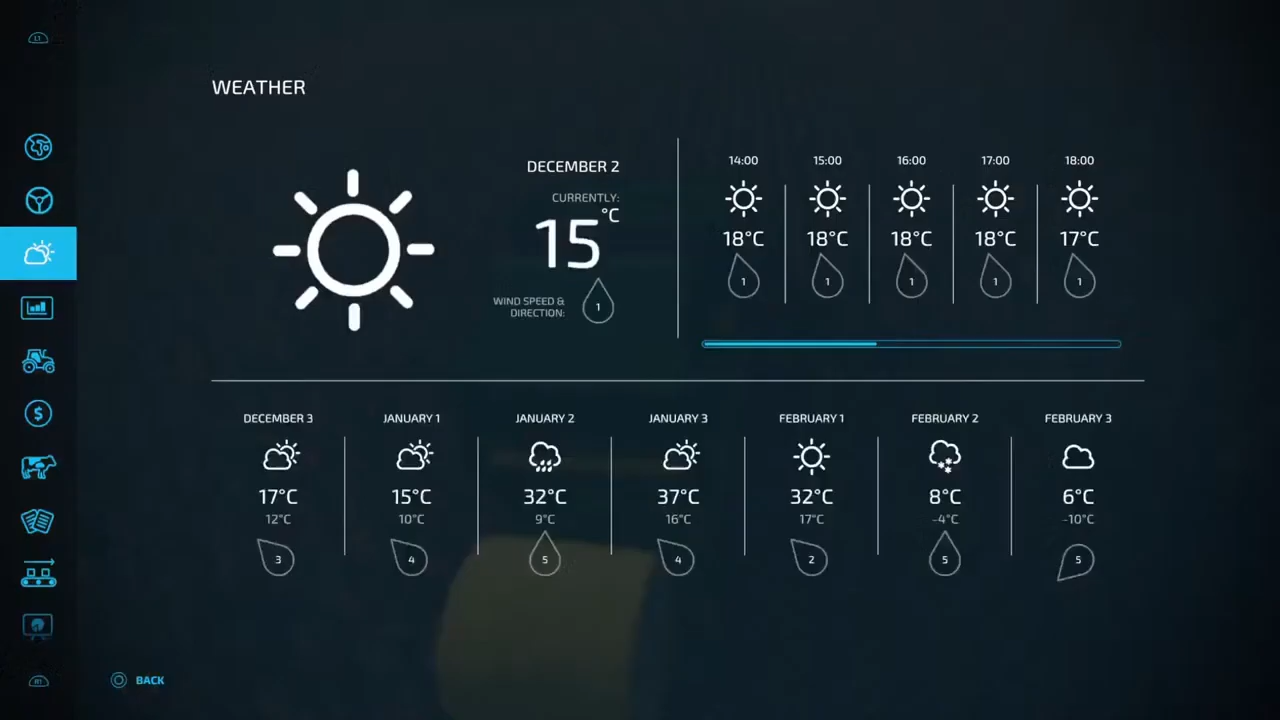 L1
WEATHER
DECEMBER 2
CURRENTLY:
15°C
WIND SPEED &
DIRECTION:
1
14:00 15:00 16:00 17:00 18:00
18°C 18°C 18°C 18°C 17°C
1 1 1 1 1
DECEMBER 3 JANUARY 1 JANUARY 2 JANUARY 3 FEBRUARY 1 FEBRUARY 2 FEBRUARY 3
17°C 15°C 32°C 37°C 32°C 8°C 6°C
12°C 10°C 9°C 16°C 17°C -4°C -10°C
3 4 5 4 2 5 5
$
BACK
R1